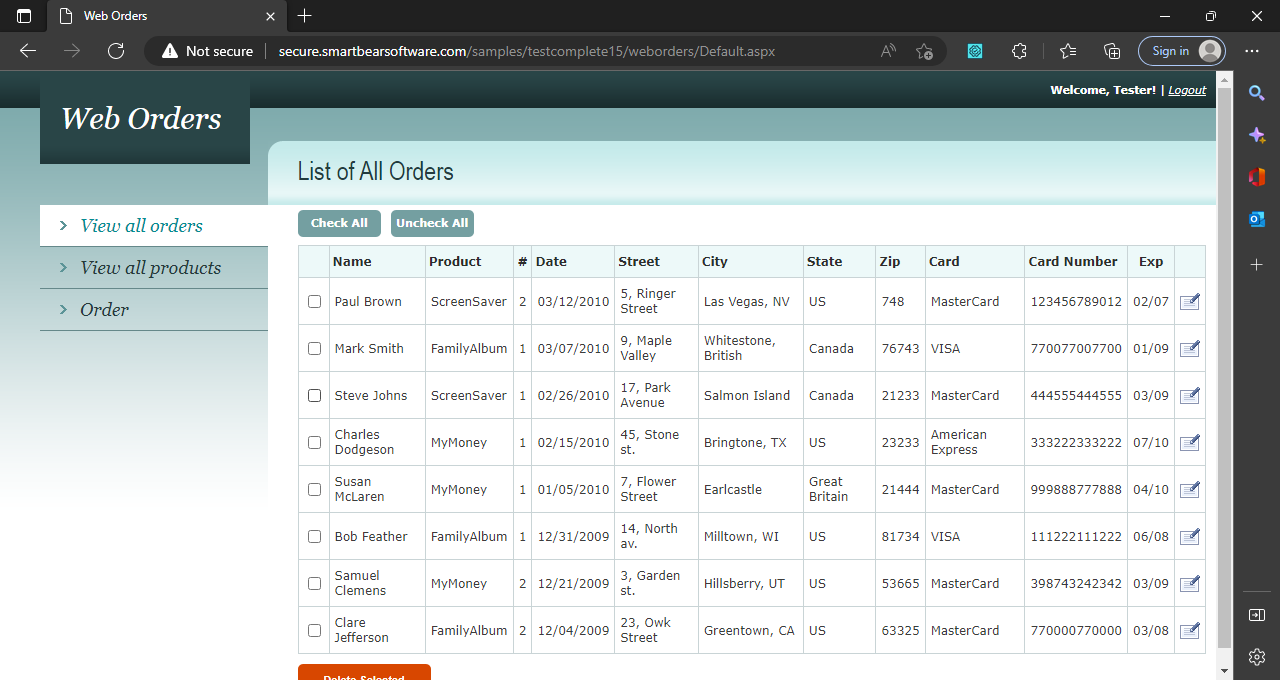 Web Orders
Not secure
secure.smartbearsoftware.com/samples/testcomplete15/weborders/Default.aspx
Sign in
Welcome, Tester! | Logout
Web Orders
List of All Orders
View all orders
View all products
Order
Check All Uncheck All
Name Product # Date Street City State Zip Card Card Number Exp
Paul Brown ScreenSaver 2 03/12/2010 5, Ringer Street Las Vegas, NV US 748 MasterCard 123456789012 02/07
Mark Smith FamilyAlbum 1 03/07/2010 9, Maple Valley Whitestone, British Canada 76743 VISA 770077007700 01/09
Steve Johns ScreenSaver 1 02/26/2010 17, Park Avenue Salmon Island Canada 21233 MasterCard 444555444555 03/09
Charles Dodgeson MyMoney 1 02/15/2010 45, Stone st. Bringtone, TX US 23233 American Express 333222333222 07/10
Susan McLaren MyMoney 1 01/05/2010 7, Flower Street Earlcastle Great Britain 21444 MasterCard 999888777888 04/10
Bob Feather FamilyAlbum 1 12/31/2009 14, North av. Milltown, WI US 81734 VISA 111222111222 06/08
Samuel Clemens MyMoney 2 12/21/2009 3, Garden st. Hillsberry, UT US 53665 MasterCard 398743242342 03/09
Clare Jefferson FamilyAlbum 2 12/04/2009 23, Owk Street Greentown, CA US 63325 MasterCard 770000770000 03/08
Delete Selected